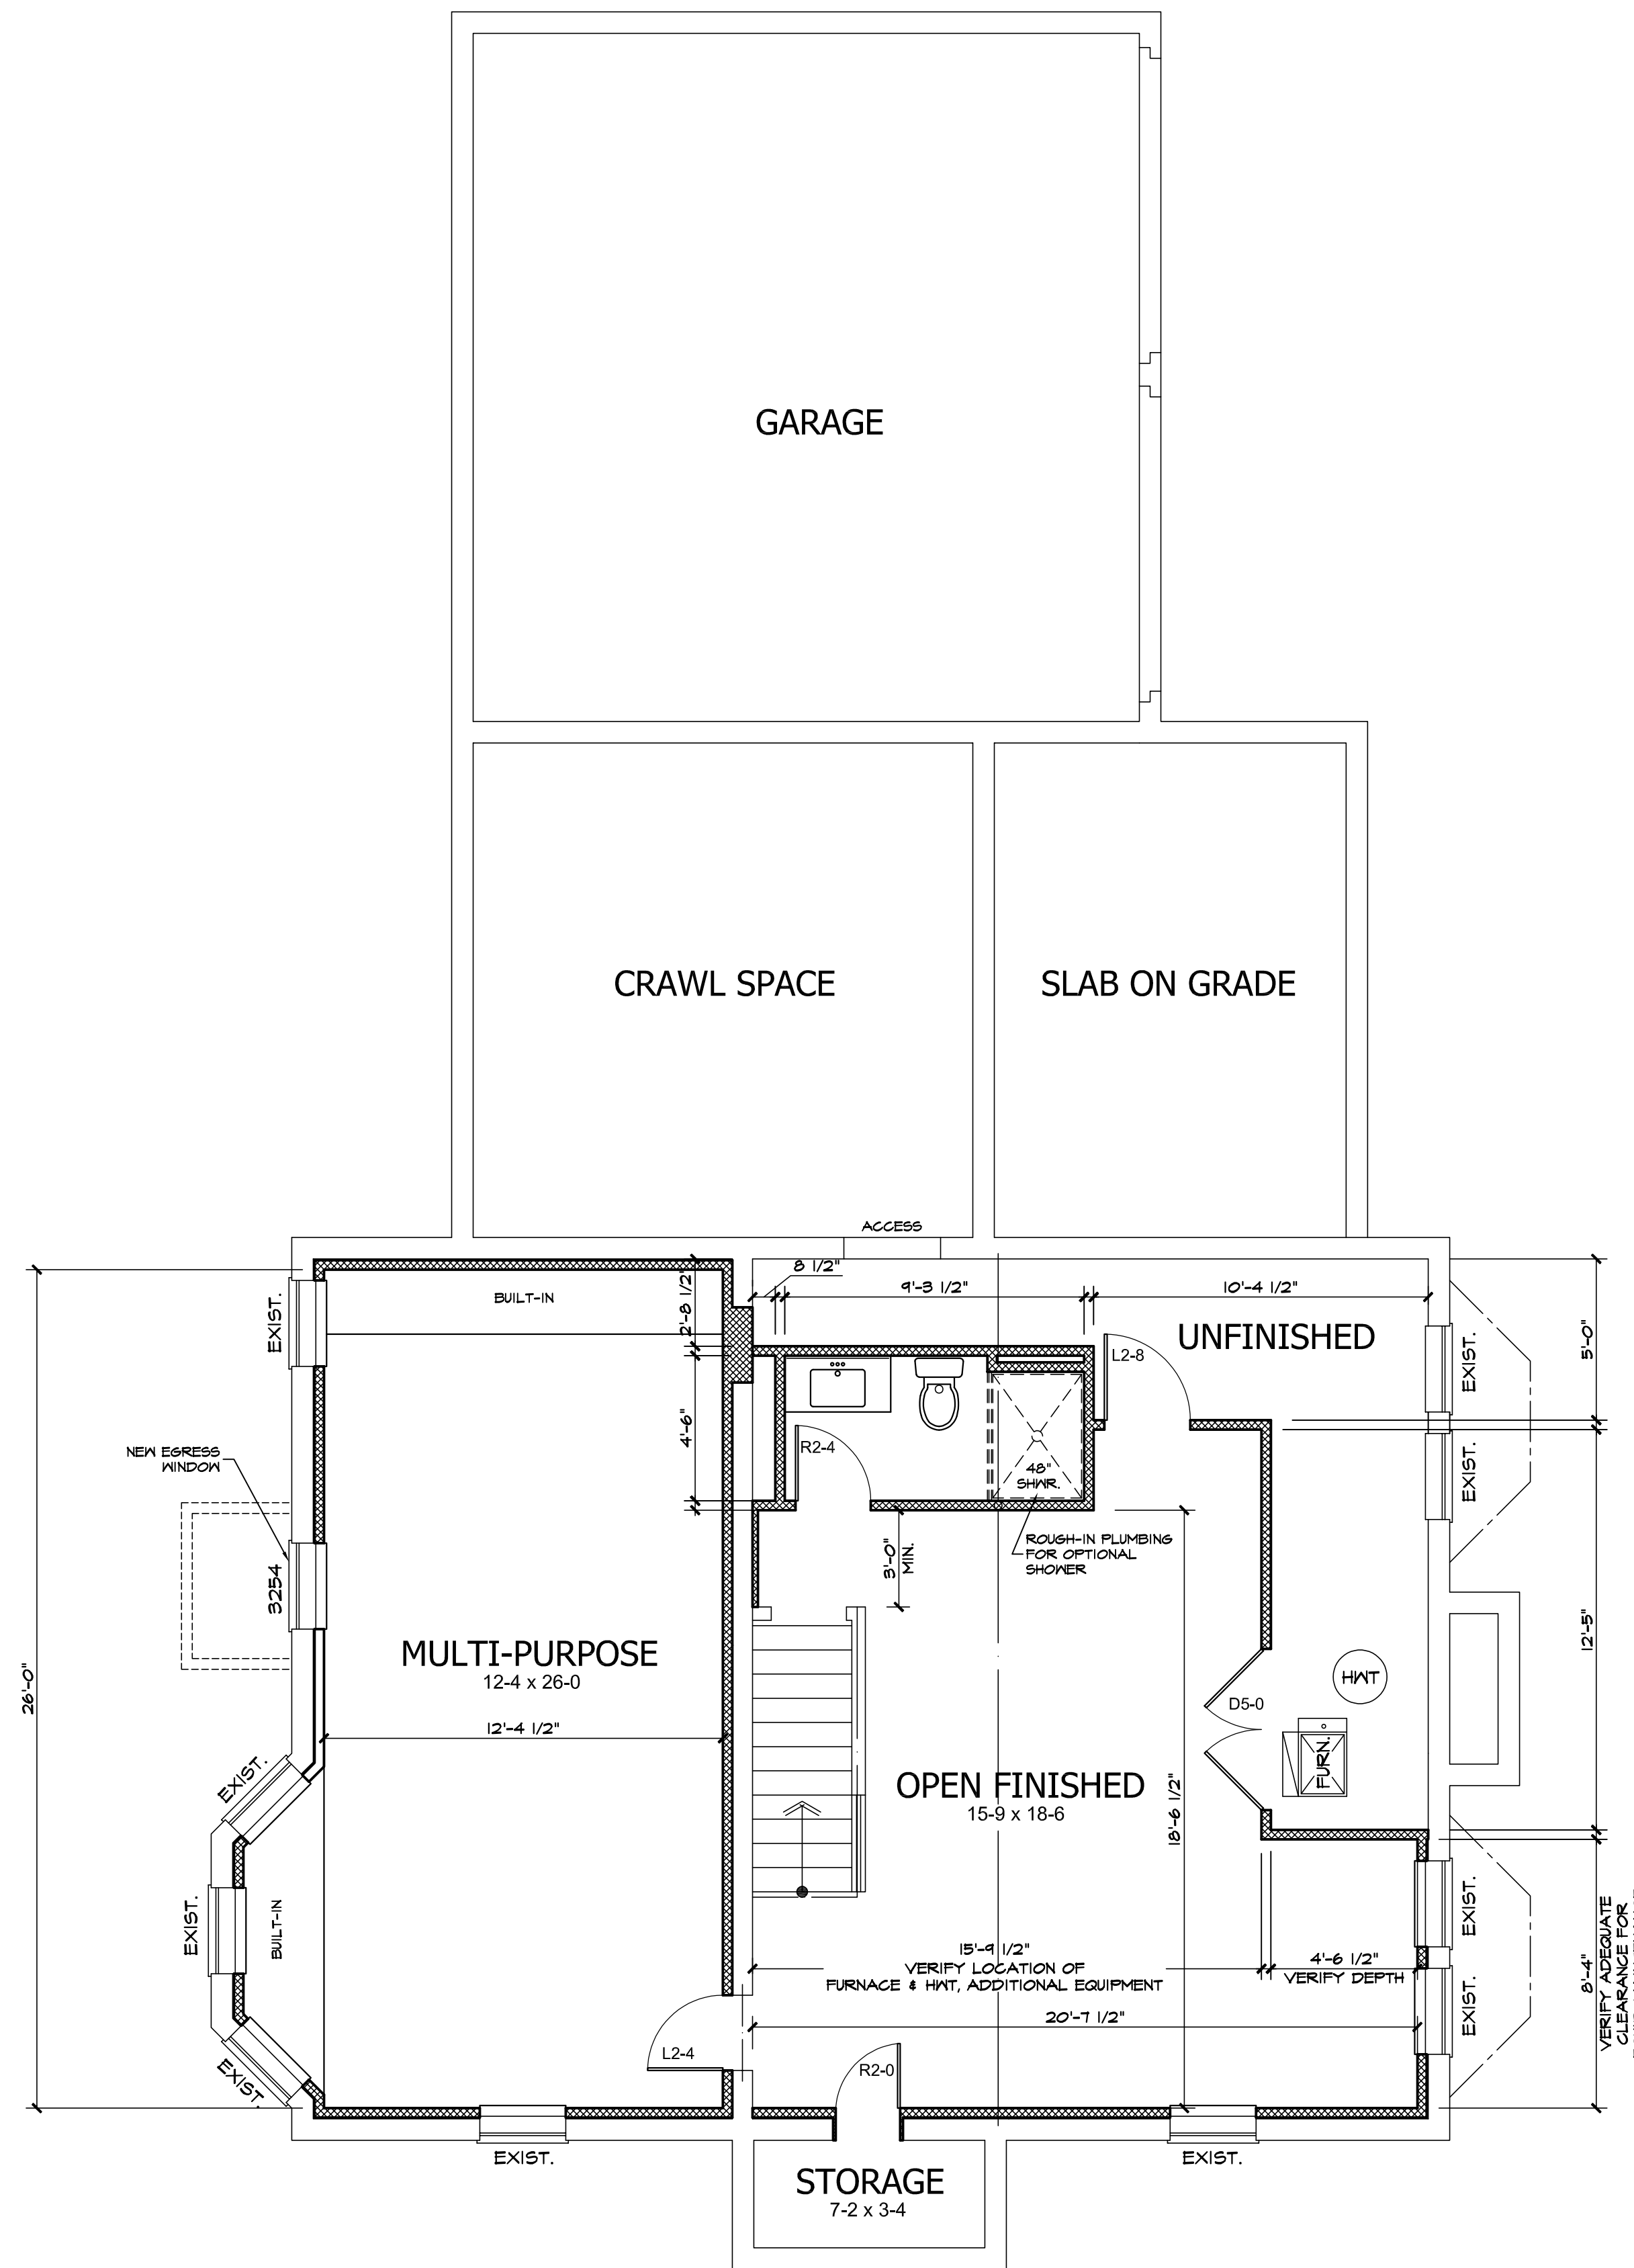 GARAGE
CRAWL SPACE
SLAB ON GRADE
ACCESS
8 1/2"
9'-3 1/2"
10'-4 1/2"
2'-8 1/2"
BUILT-IN
EXIST.
UNFINISHED
L2-8
EXIST.
5'-0"
4'-6"
R2-4
48"
SHWR.
EXIST.
NEW EGRESS
WINDOW
3254
ROUGH-IN PLUMBING
FOR OPTIONAL
SHOWER
3'-0"
MIN.
12'-5"
26'-0"
MULTI-PURPOSE
12-4 x 26-0
12'-4 1/2"
HWT
D5-0
FURN.
OPEN FINISHED
15-9 x 18-6
18'-6 1/2"
EXIST.
EXIST.
BUILT-IN
EXIST.
EXIST.
15'-9 1/2"
VERIFY LOCATION OF
FURNACE & HWT, ADDITIONAL EQUIPMENT
4'-6 1/2"
VERIFY DEPTH
EXIST.
8'-4"
VERIFY ADEQUATE
CLEARANCE FOR
20'-7 1/2"
L2-4
R2-0
EXIST.
EXIST.
STORAGE
7-2 x 3-4